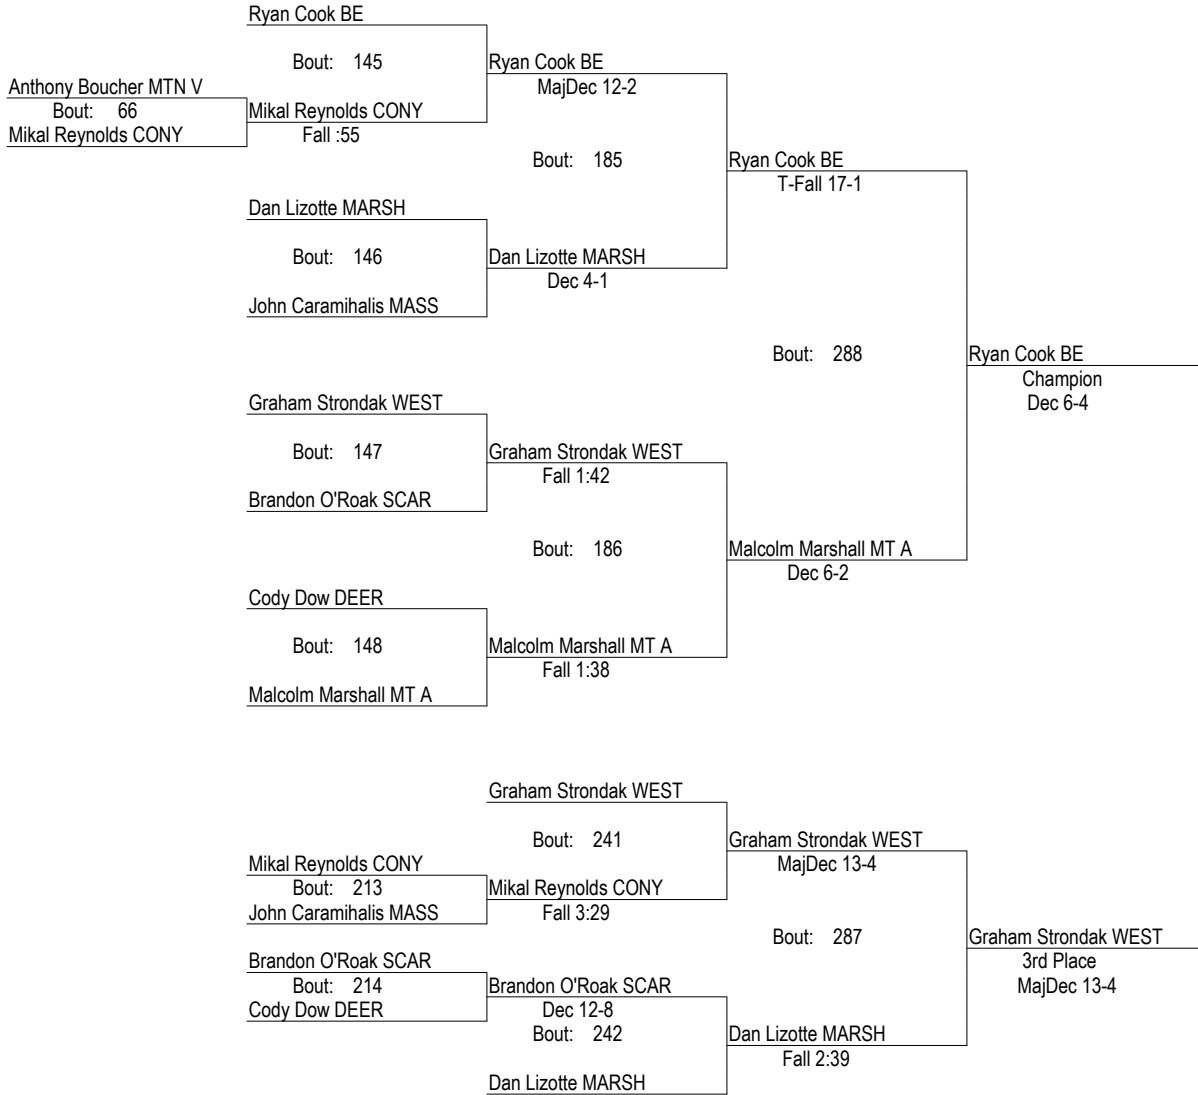 Ryan Cook BE
Bout: 145
Ryan Cook BE
MajDec 12-2
Anthony Boucher MTN V
Bout: 66
Mikal Reynolds CONY
Mikal Reynolds CONY
Fall :55
Bout: 185
Ryan Cook BE
T-Fall 17-1
Dan Lizotte MARSH
Bout: 146
Dan Lizotte MARSH
Dec 4-1
John Caramihalis MASS
Bout: 288
Ryan Cook BE
Champion
Dec 6-4
Graham Strondak WEST
Bout: 147
Graham Strondak WEST
Fall 1:42
Brandon O'Roak SCAR
Bout: 186
Malcolm Marshall MT A
Dec 6-2
Cody Dow DEER
Bout: 148
Malcolm Marshall MT A
Fall 1:38
Malcolm Marshall MT A
Graham Strondak WEST
Bout: 241
Graham Strondak WEST
MajDec 13-4
Mikal Reynolds CONY
Bout: 213
Mikal Reynolds CONY
John Caramihalis MASS
Fall 3:29
Bout: 287
Graham Strondak WEST
3rd Place
MajDec 13-4
Brandon O'Roak SCAR
Bout: 214
Brandon O'Roak SCAR
Cody Dow DEER
Dec 12-8
Bout: 242
Dan Lizotte MARSH
Fall 2:39
Dan Lizotte MARSH